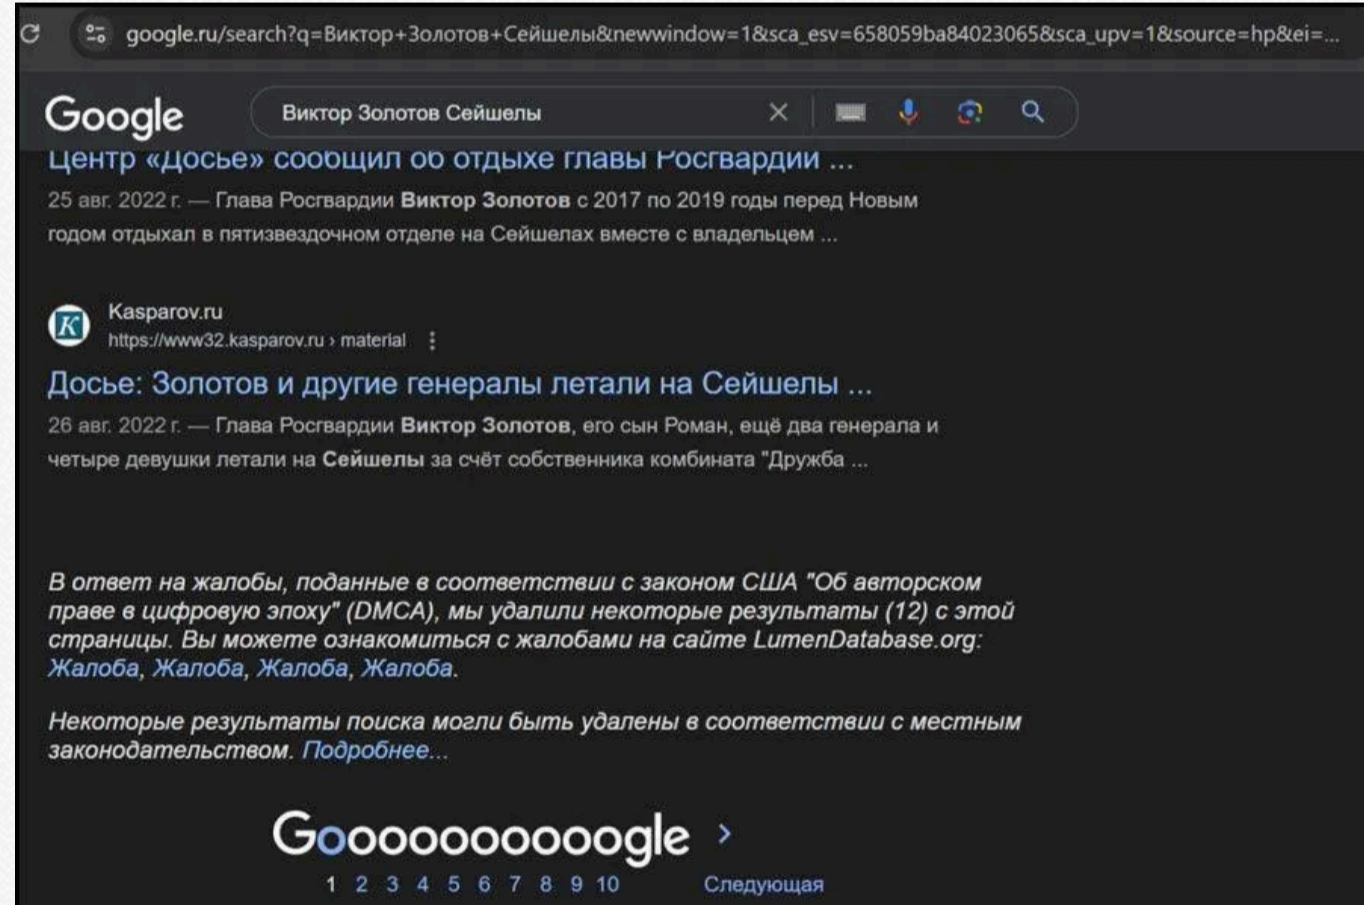 google.ru/search?q=Виктор+Золотов+Сейшелы&newwindow=1&sca_esv=658059ba84023065&sca_upv=1&source=hp&ei=...
Google
Виктор Золотов Сейшелы
Центр «Досье» сообщил об отдыхе главы Росгвардии ...
25 авг. 2022 г. — Глава Росгвардии Виктор Золотов с 2017 по 2019 годы перед Новым
годом отдыхал в пятизвездочном отделе на Сейшелах вместе с владельцем ...
K
Kasparov.ru
https://www32.kasparov.ru › material
Досье: Золотов и другие генералы летали на Сейшелы ...
26 авг. 2022 г. — Глава Росгвардии Виктор Золотов, его сын Роман, ещё два генерала и
четыре девушки летали на Сейшелы за счёт собственника комбината "Дружба ...
В ответ на жалобы, поданные в соответствии с законом США "Об авторском
праве в цифровую эпоху" (DMCA), мы удалили некоторые результаты (12) с этой
страницы. Вы можете ознакомиться с жалобами на сайте LumenDatabase.org:
Жалоба, Жалоба, Жалоба, Жалоба.
Некоторые результаты поиска могли быть удалены в соответствии с местным
законодательством. Подробнее...
Goooooooooogle >
1 2 3 4 5 6 7 8 9 10 Следующая